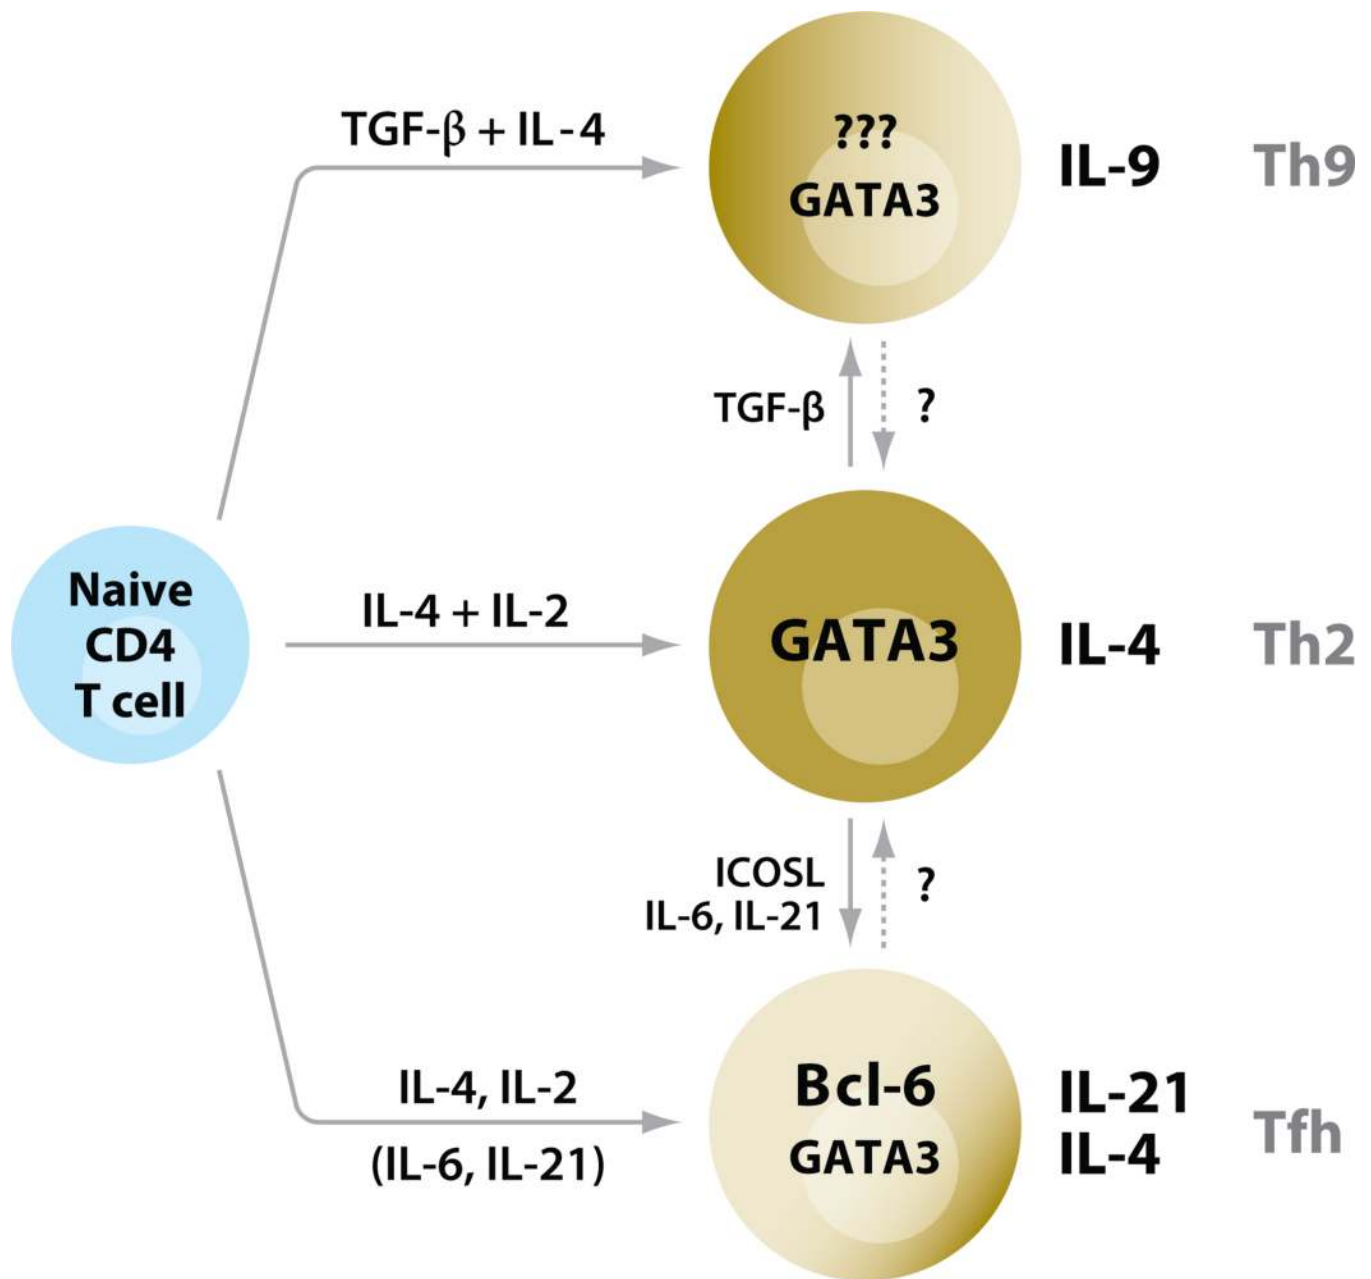 TGF-β + IL-4
???
GATA3
IL-9
Th9
TGF-β
?
Naive
CD4
T cell
IL-4 + IL-2
GATA3
IL-4
Th2
ICOSL
IL-6, IL-21
?
IL-4, IL-2
(IL-6, IL-21)
Bcl-6
GATA3
IL-21
IL-4
Tfh